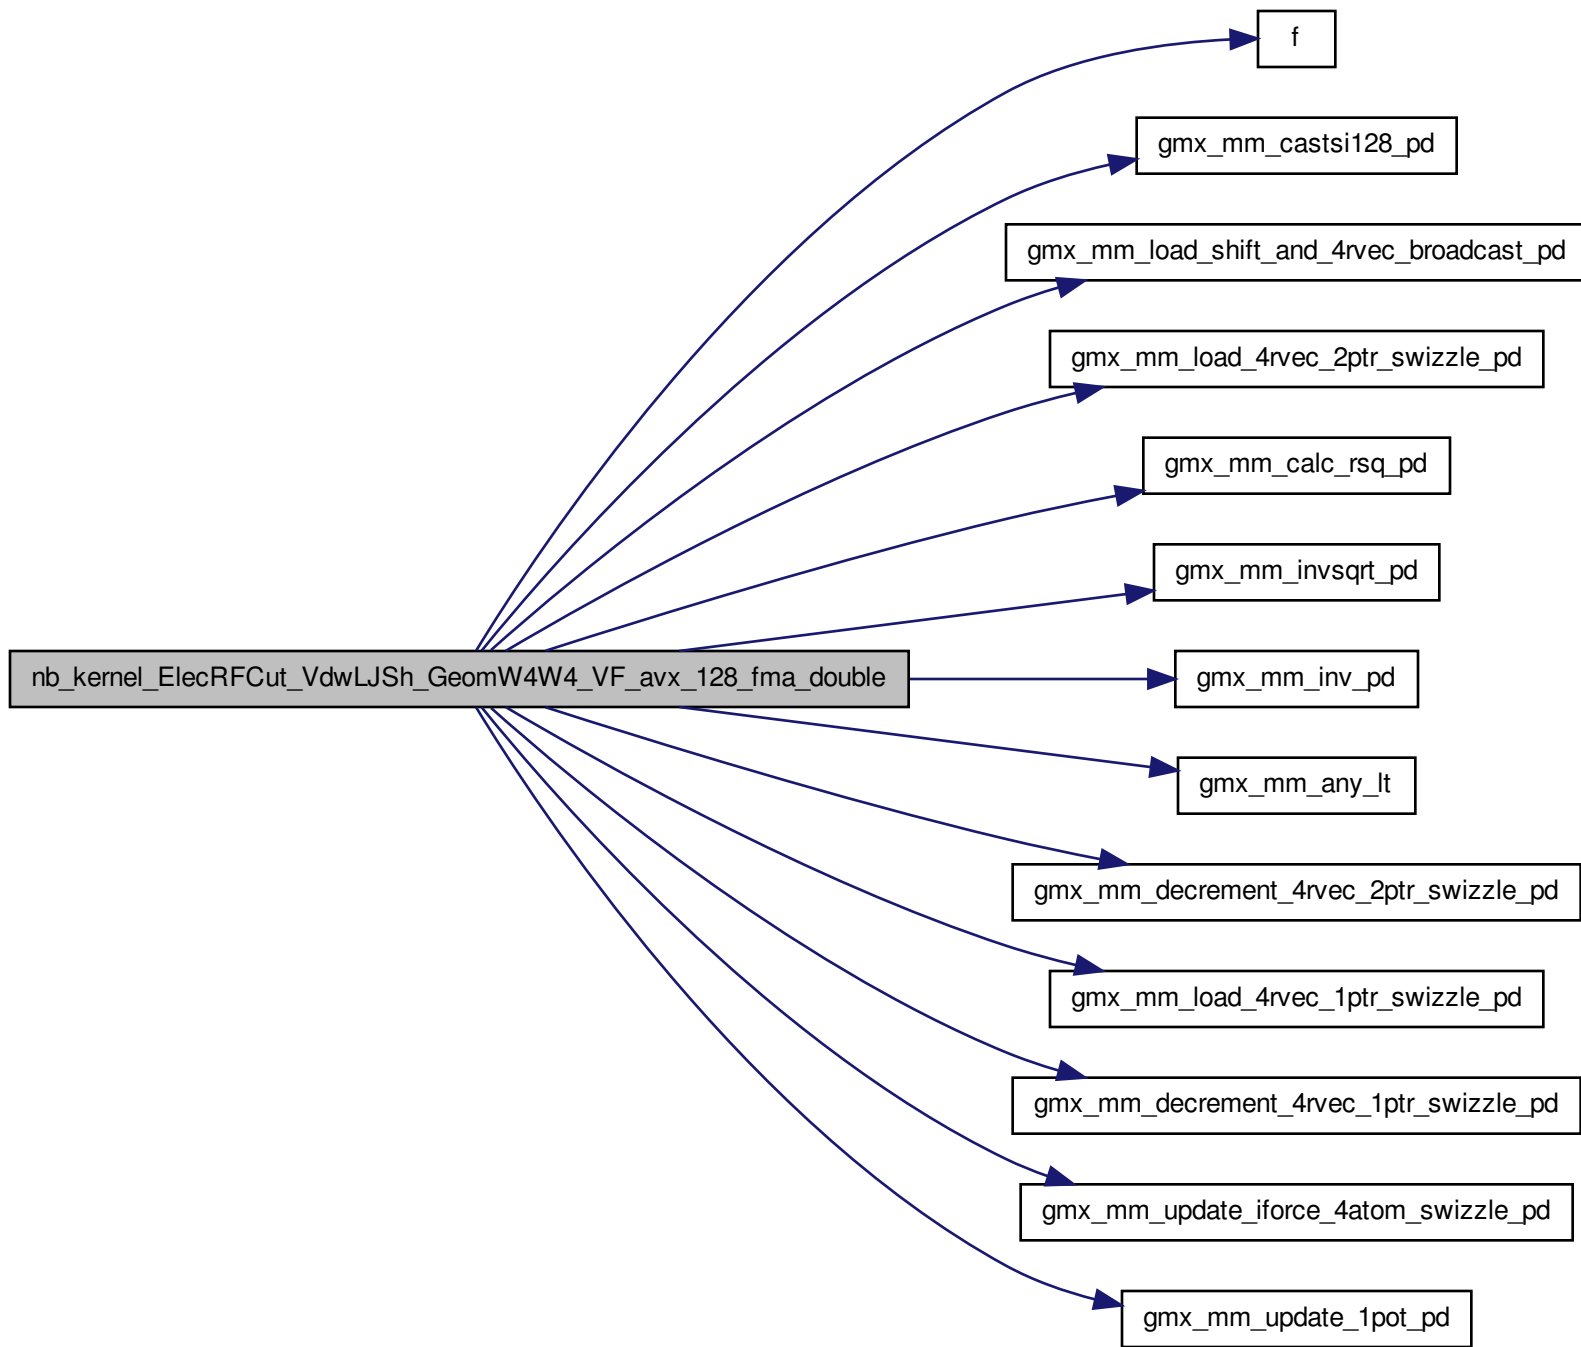 f
gmx_mm_castsi128_pd
gmx_mm_load_shift_and_4rvec_broadcast_pd
gmx_mm_load_4rvec_2ptr_swizzle_pd
gmx_mm_calc_rsq_pd
gmx_mm_invsqrt_pd
nb_kernel_ElecRFCut_VdwLJSh_GeomW4W4_VF_avx_128_fma_double
gmx_mm_inv_pd
gmx_mm_any_lt
gmx_mm_decrement_4rvec_2ptr_swizzle_pd
gmx_mm_load_4rvec_1ptr_swizzle_pd
gmx_mm_decrement_4rvec_1ptr_swizzle_pd
gmx_mm_update_iforce_4atom_swizzle_pd
gmx_mm_update_1pot_pd